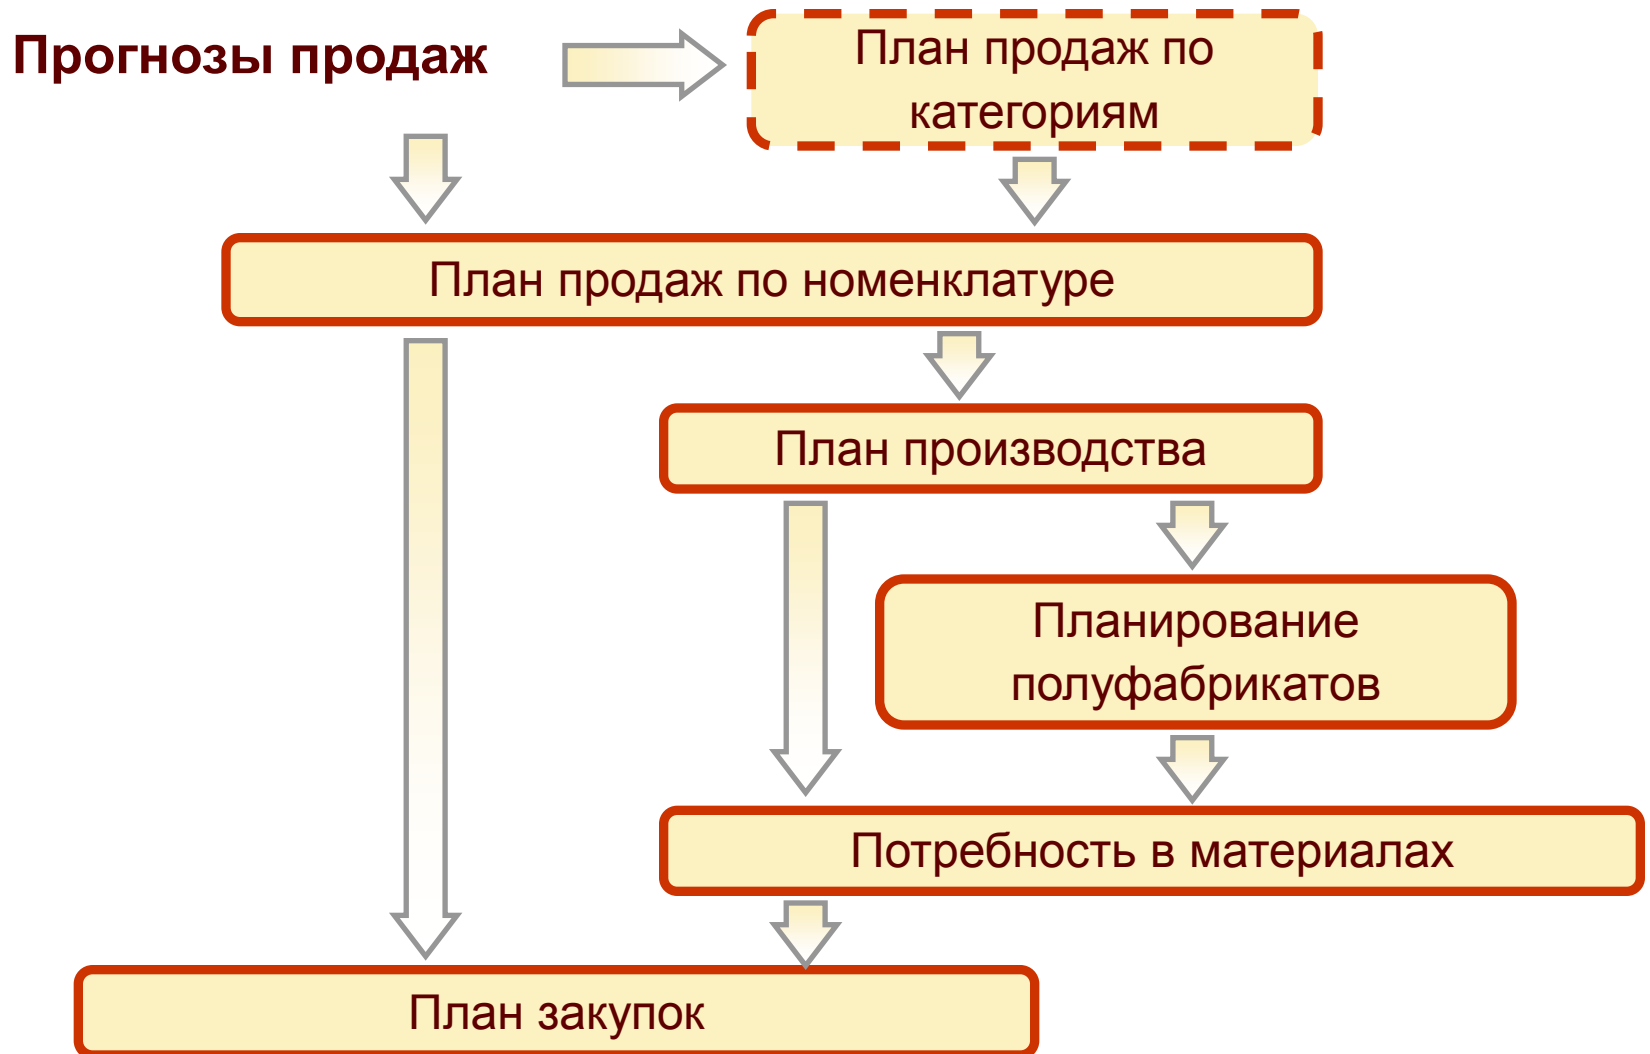 Прогнозы продаж
План продаж по
категориям
План продаж по номенклатуре
План производства
Планирование
полуфабрикатов
Потребность в материалах
План закупок